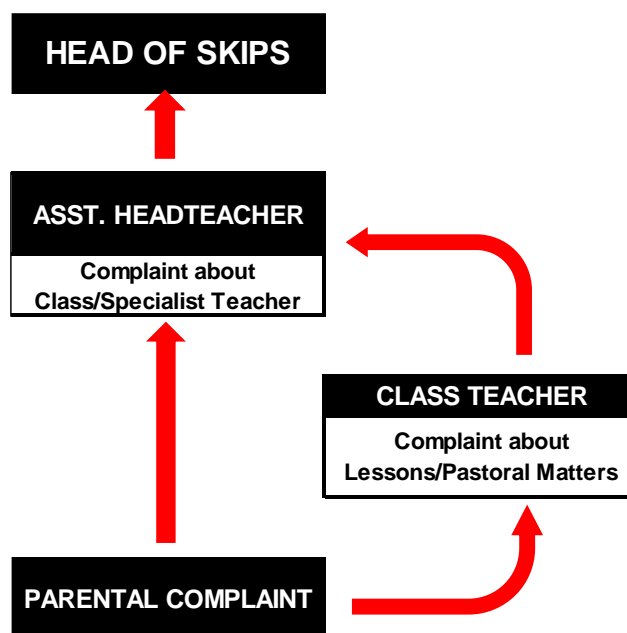 HEAD OF SKIPS
ASST. HEADTEACHER
Complaint about
Class/Specialist Teacher
CLASS TEACHER
Complaint about
Lessons/Pastoral Matters
PARENTAL COMPLAINT